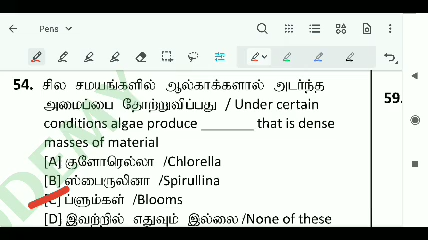 Pens
54. சில சமயங்களில் ஆல்காக்களால் அடர்ந்த
59.
அமைப்பை தோற்றுவிப்பது / Under certain
conditions algae produce ________ that is dense
masses of material
[A] குளோரெல்லா /Chlorella
[B] ஸ்பைருலினா /Spirullina
[C] ப்ளூம்கள் /Blooms
[D] இவற்றில் எதுவும் இல்லை /None of these